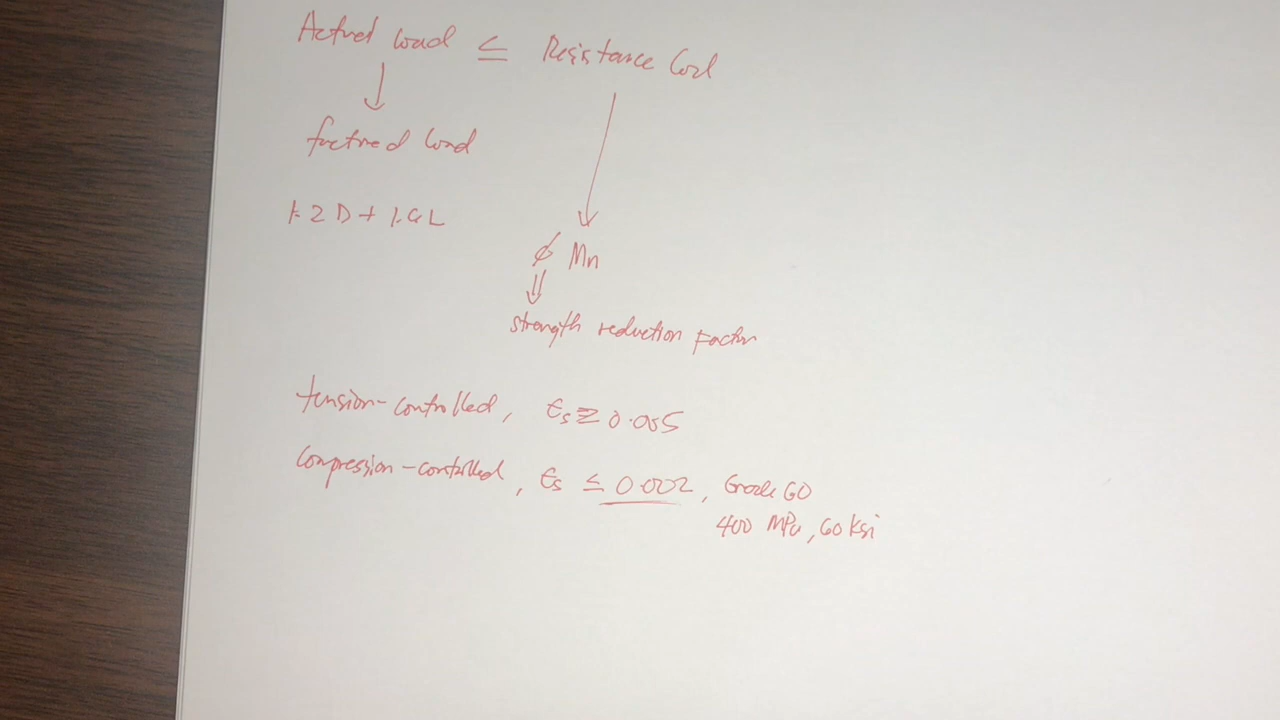 Actual load ≤ Resistance Load
↓ ↓
factored load
1.2D + 1.6L
φ Mn
⇓
strength reduction Factor
tension-controlled, εs ≥ 0.005
compression-controlled, εs ≤ 0.002, Grade 60
400 MPa, 60 ksi